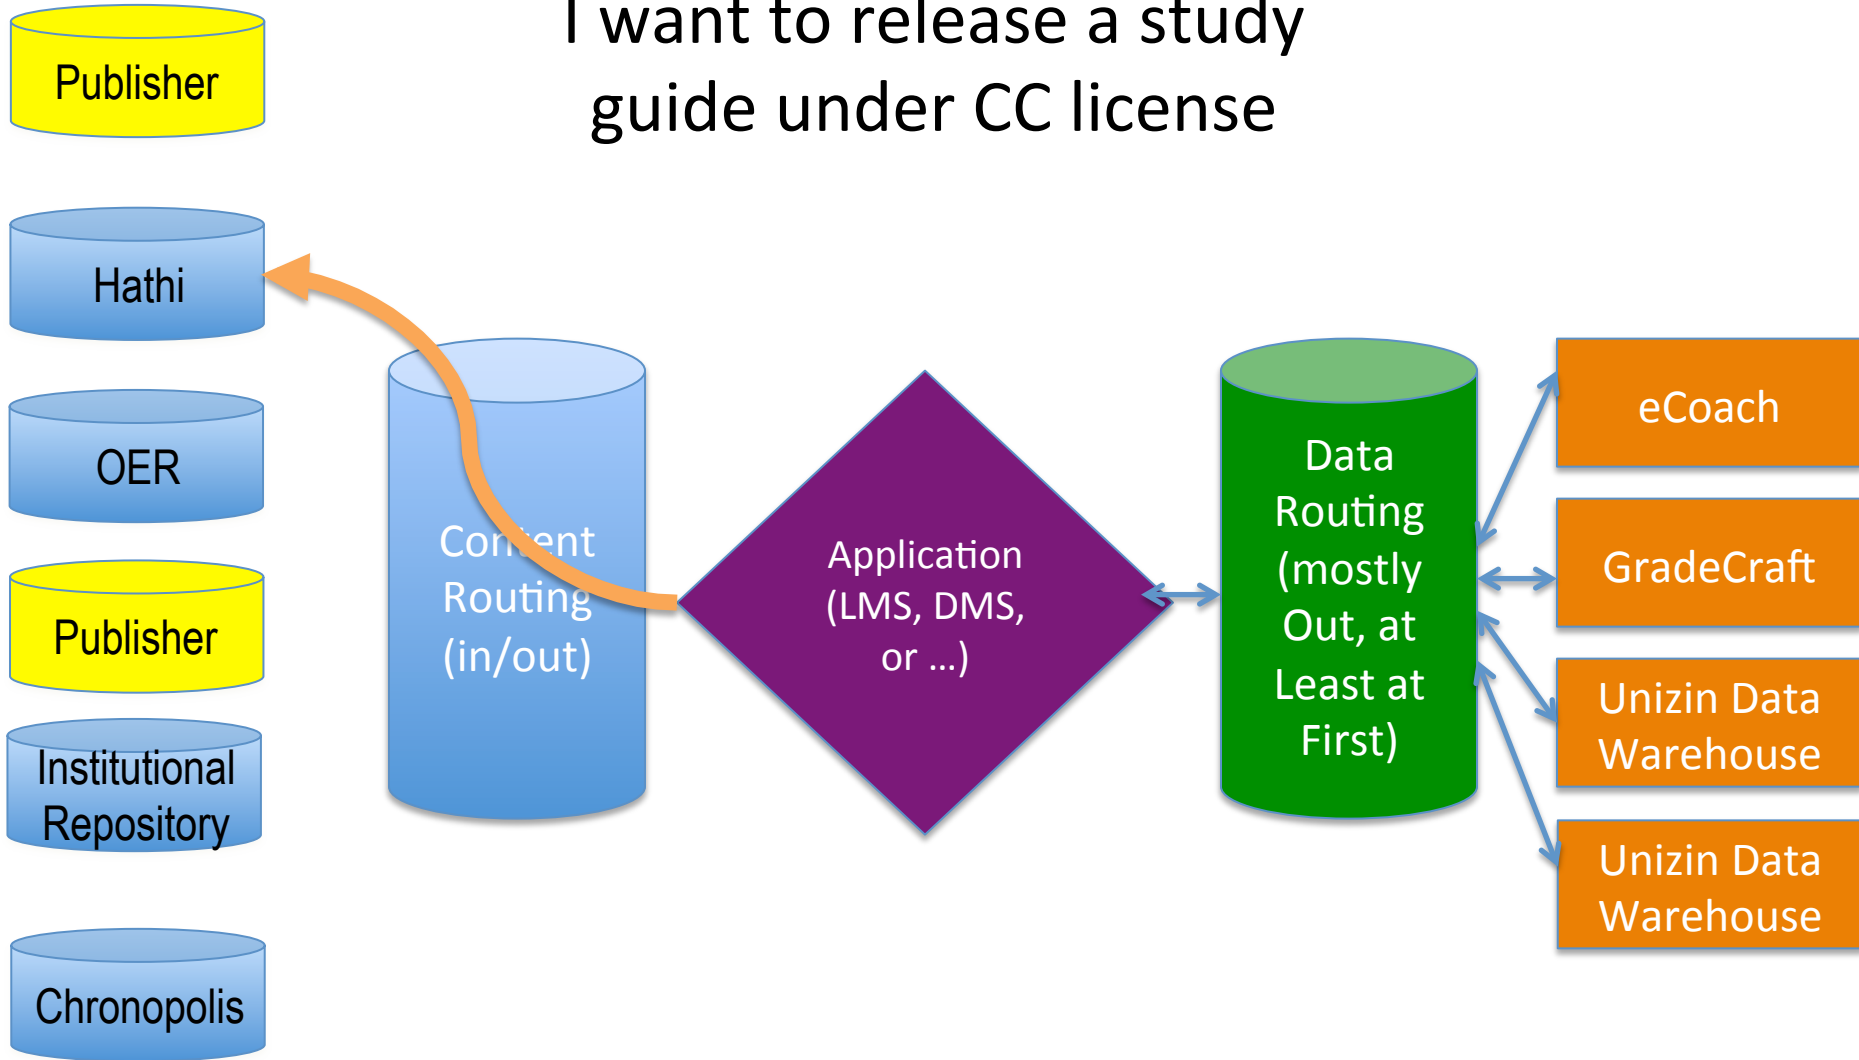 I want to release a study
guide under CC license
Publisher
Hathi
OER
Publisher
Institutional
Repository
Chronopolis
Content
Routing
(in/out)
Application
(LMS, DMS,
or ...)
Data
Routing
(mostly
Out, at
Least at
First)
eCoach
GradeCraft
Unizin Data
Warehouse
Unizin Data
Warehouse